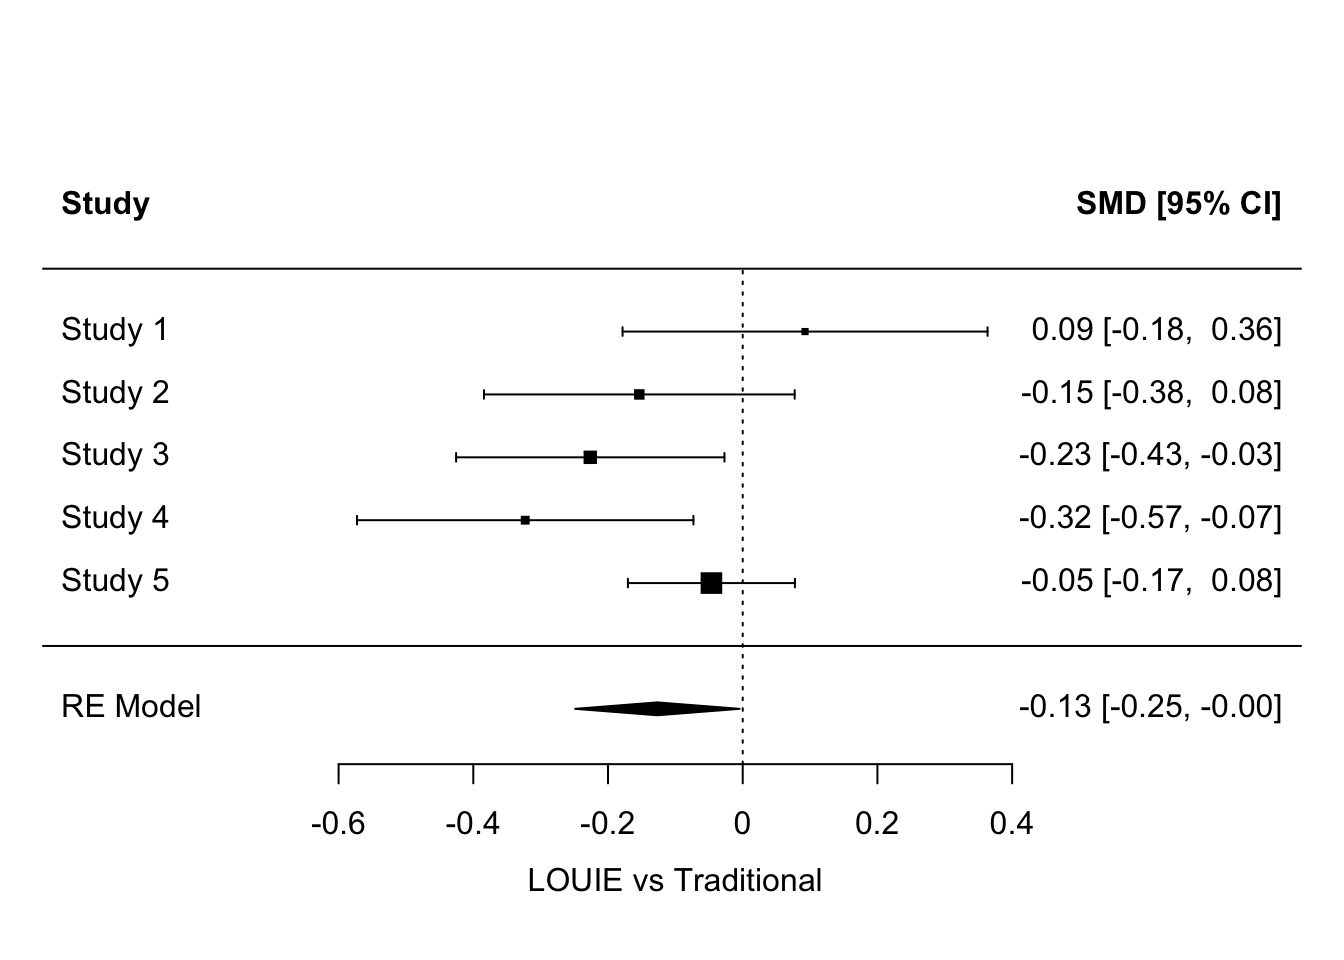 Study SMD [95% CI]
Study 1 0.09 [-0.18, 0.36]
Study 2 -0.15 [-0.38, 0.08]
Study 3 -0.23 [-0.43, -0.03]
Study 4 -0.32 [-0.57, -0.07]
Study 5 -0.05 [-0.17, 0.08]
RE Model -0.13 [-0.25, -0.00]
-0.6 -0.4 -0.2 0 0.2 0.4
LOUIE vs Traditional